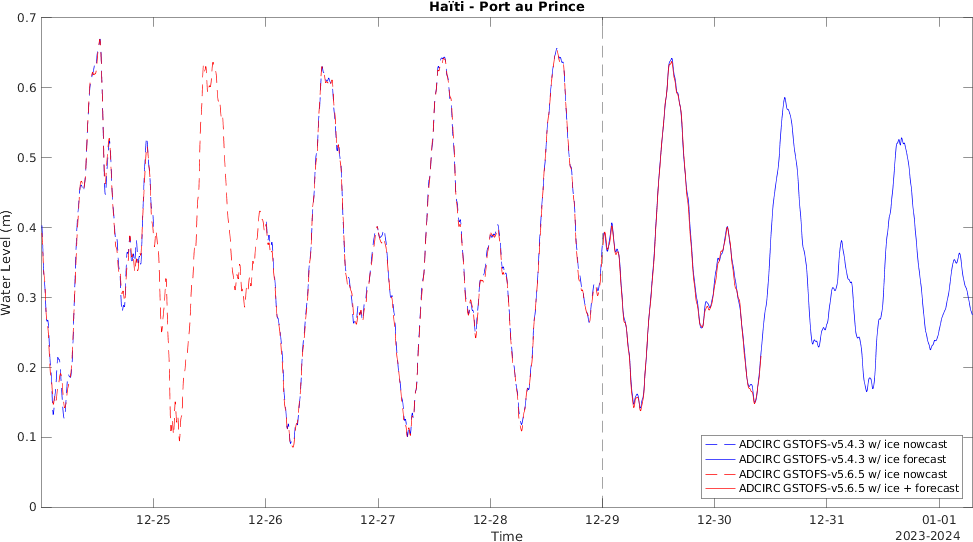 Haïti - Port au Prince
Water Level (m)
0.7
0.6
0.5
0.4
0.3
0.2
0.1
0
12-25
12-26
12-27
12-28
12-29
12-30
12-31
01-01
Time
2023-2024
ADCIRC GSTOFS-v5.4.3 w/ ice nowcast
ADCIRC GSTOFS-v5.4.3 w/ ice forecast
ADCIRC GSTOFS-v5.6.5 w/ ice nowcast
ADCIRC GSTOFS-v5.6.5 w/ ice + forecast